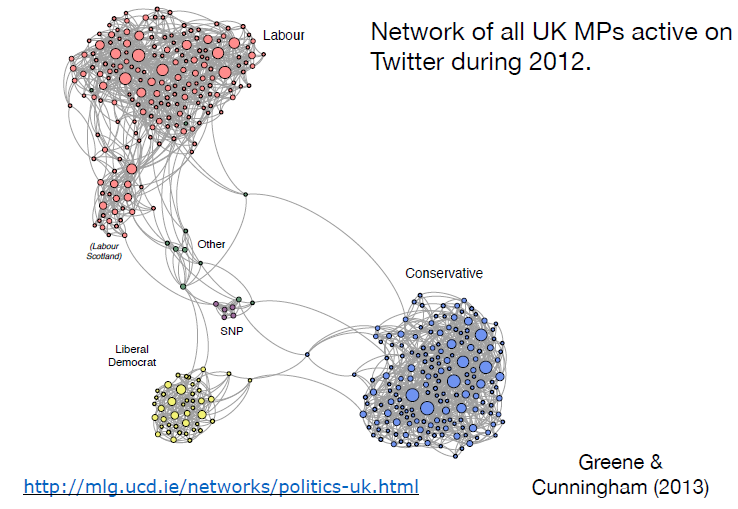 Labour
Network of all UK MPs active on
Twitter during 2012.
(Labour
Scotland)
Other
Conservative
SNP
Liberal
Democrat
Greene &
Cunningham (2013)
http://mlg.ucd.ie/networks/politics-uk.html